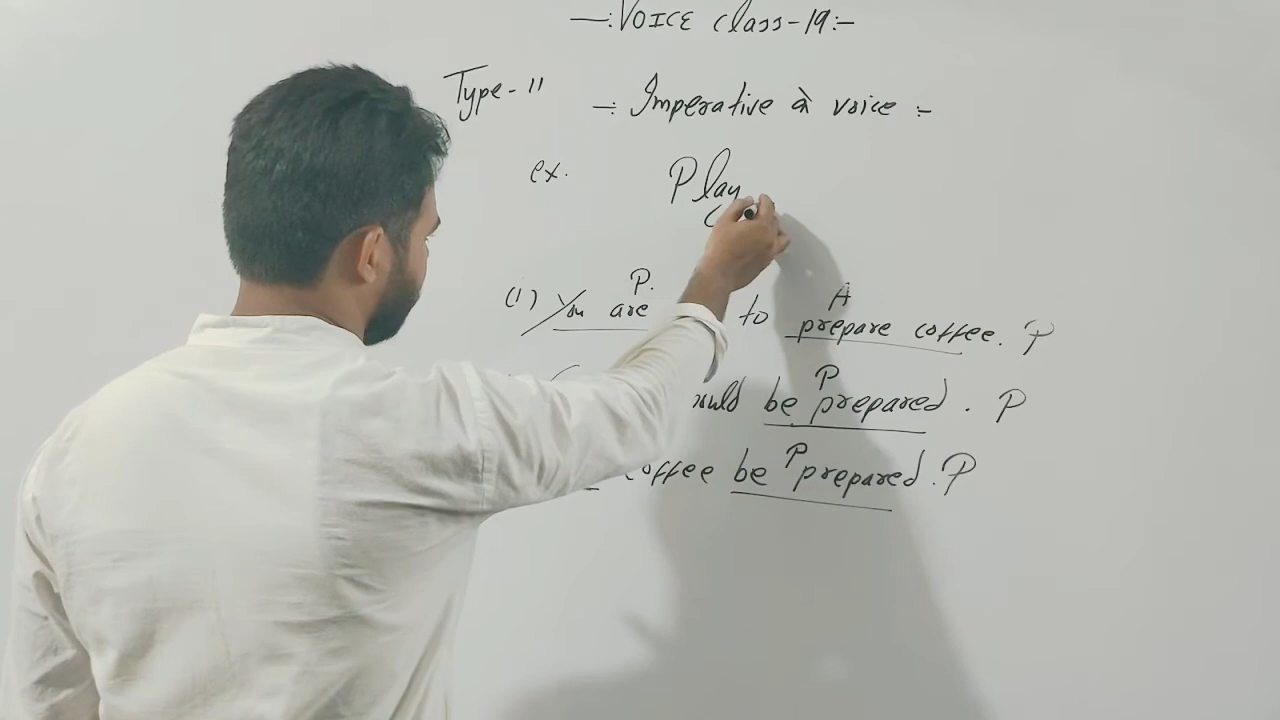 —:VOICE Class-19:-
Type-11 -: Imperative à voice :-
ex. Play
P. A
(1) You are to prepare coffee. P
P
be prepared. P
P
coffee be prepared. P